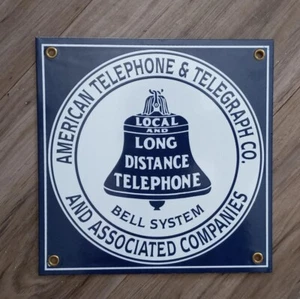 AMERICAN TELEPHONE & TELEGRAPH CO.
LOCAL
AND
LONG
DISTANCE
TELEPHONE
BELL SYSTEM
AND ASSOCIATED COMPANIES